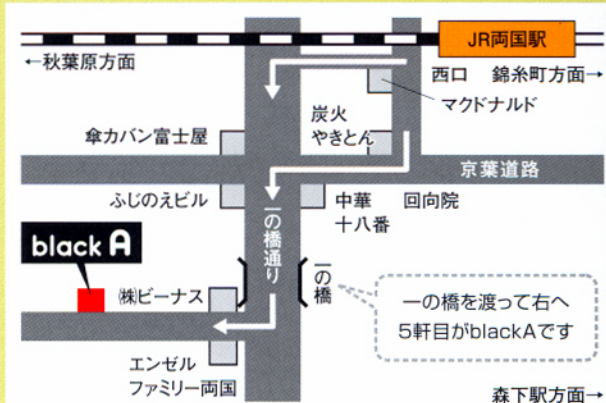 JR両国駅
←秋葉原方面
西口
錦糸町方面→
マクドナルド
炭火
やきとん
傘カバン富士屋
京葉道路
ふじのえビル
中華
十八番
回向院
一の橋通り
black A
㈱ビーナス
一の橋
一の橋を渡って右へ
5軒目がblackAです
エンゼル
ファミリー両国
森下駅方面→